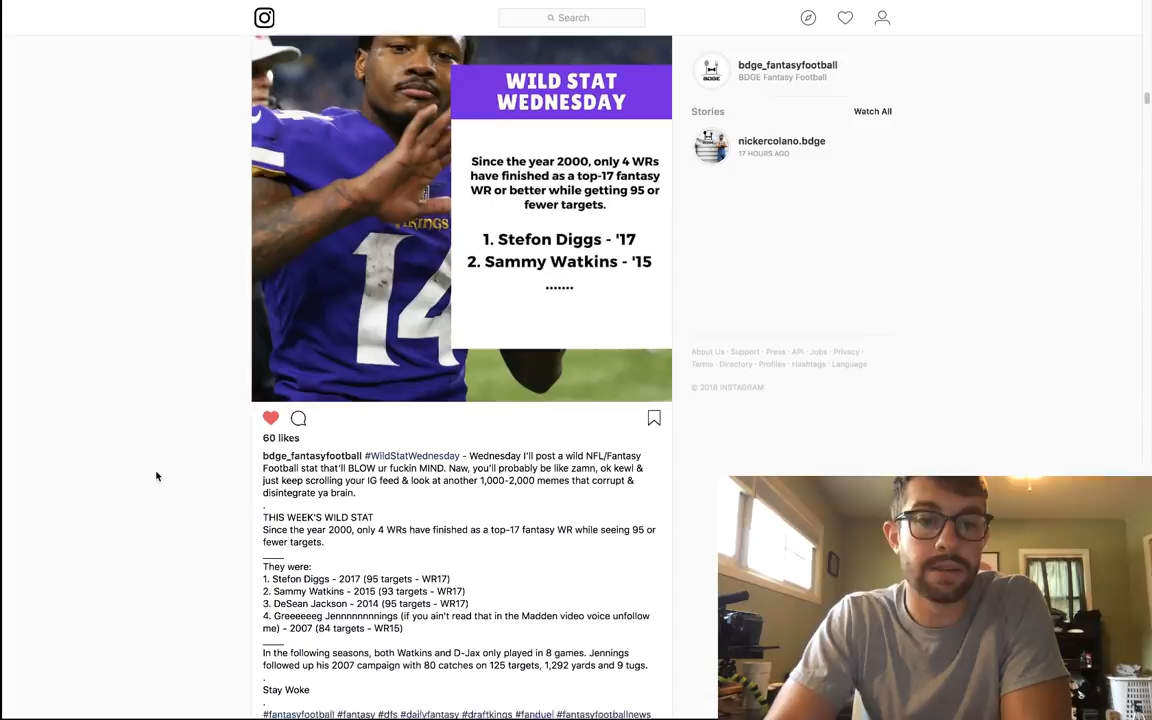 Search
bdge_fantasyfootball
BDGE Fantasy Football
Stories
Watch All
nickercolano.bdge
17 HOURS AGO
About Us · Support · Press · API · Jobs · Privacy ·
Terms · Directory · Profiles · Hashtags · Language
© 2018 INSTAGRAM
WILD STAT
WEDNESDAY
Since the year 2000, only 4 WRs
have finished as a top-17 fantasy
WR or better while getting 95 or
fewer targets.
1. Stefon Diggs - '17
2. Sammy Watkins - '15
.......
VIKINGS
14
60 likes
bdge_fantasyfootball #WildStatWednesday - Wednesday I'll post a wild NFL/Fantasy
Football stat that'll BLOW ur fuckin MIND. Naw, you'll probably be like zamn, ok kewl &
just keep scrolling your IG feed & look at another 1,000-2,000 memes that corrupt &
disintegrate ya brain.
.
THIS WEEK'S WILD STAT
Since the year 2000, only 4 WRs have finished as a top-17 fantasy WR while seeing 95 or
fewer targets.
____
They were:
1. Stefon Diggs - 2017 (95 targets - WR17)
2. Sammy Watkins - 2015 (93 targets - WR17)
3. DeSean Jackson - 2014 (95 targets - WR17)
4. Greeeeeeg Jennnnnnnnings (if you ain't read that in the Madden video voice unfollow
me) - 2007 (84 targets - WR15)
____
In the following seasons, both Watkins and D-Jax only played in 8 games. Jennings
followed up his 2007 campaign with 80 catches on 125 targets, 1,292 yards and 9 tugs.
.
Stay Woke
.
#fantasyfootball #fantasy #dfs #dailyfantasy #draftkings #fanduel #fantasyfootballnews